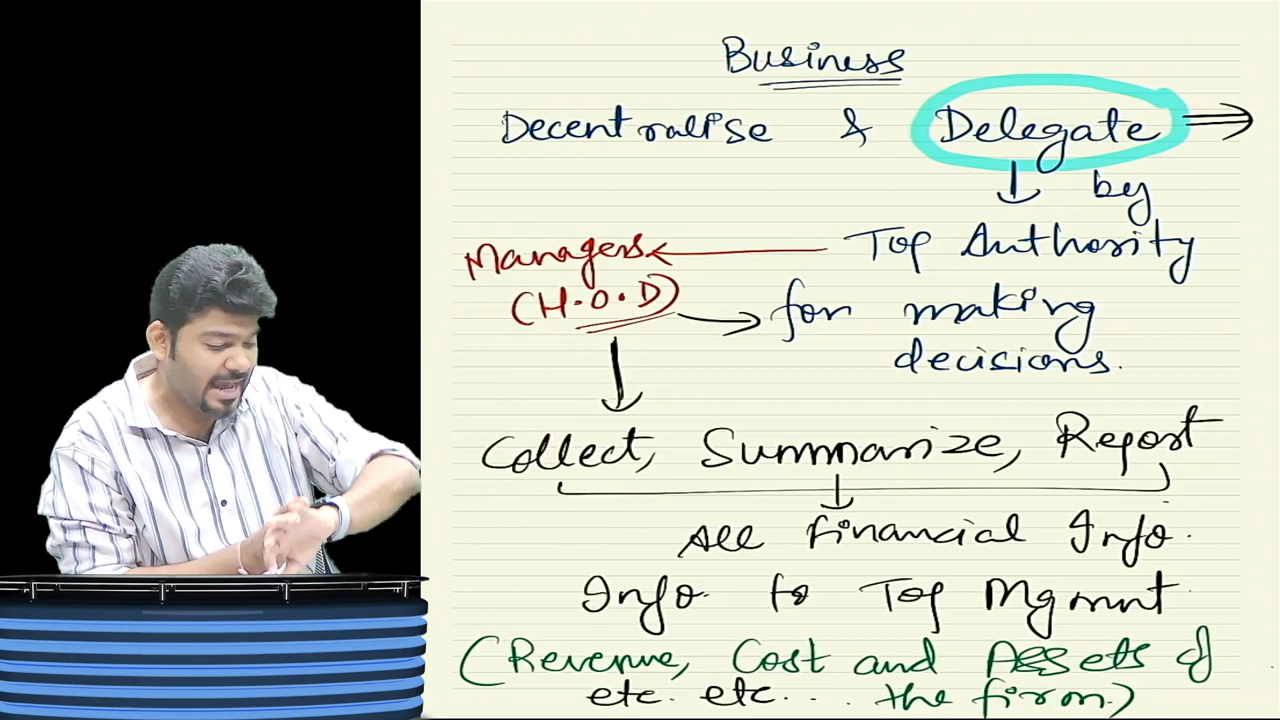 Business
Decentralise & Delegate ⇒
↓ by
Managers ← Top Authority
(H.O.D) → for making
decisions.
Collect, Summarize, Report
All Financial Info.
Info. to Top Mgmnt
(Revenue, Cost and Assets of
etc. etc... the firm)